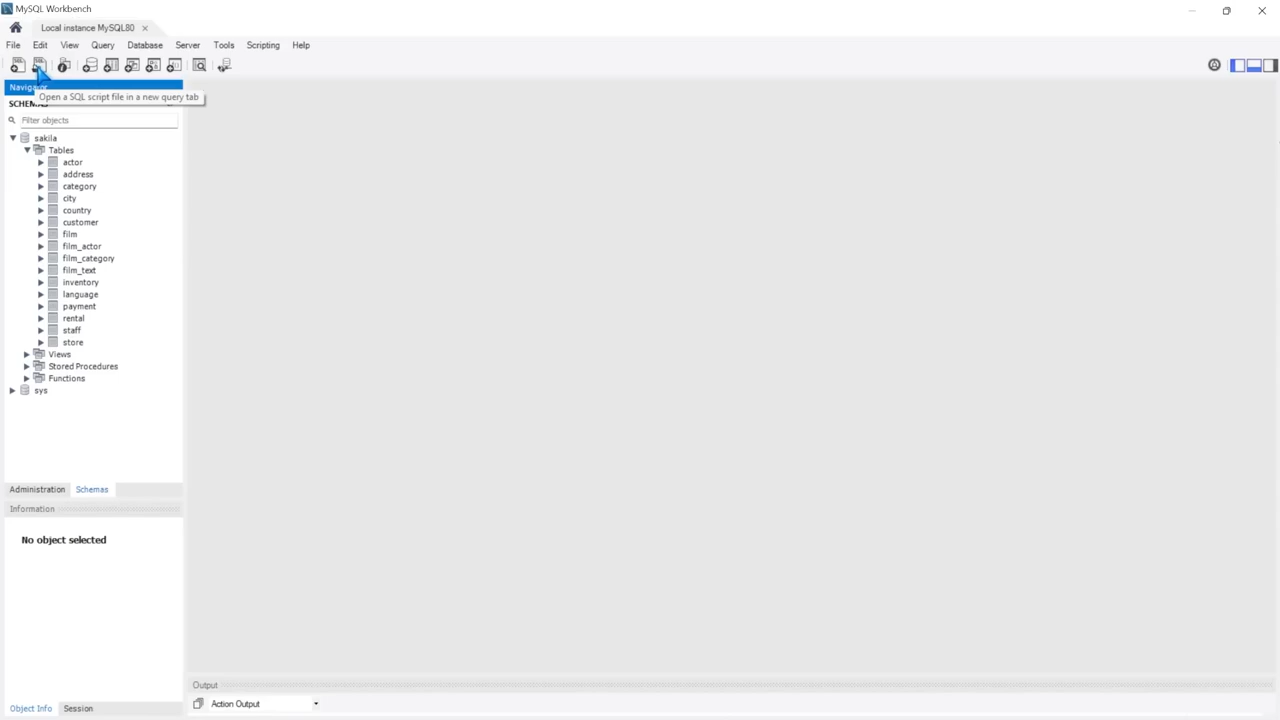 MySQL Workbench
Local instance MySQL80
File Edit View Query Database Server Tools Scripting Help
Navigator
Open a SQL script file in a new query tab
SCHEMAS
Filter objects
sakila
Tables
actor
address
category
city
country
customer
film
film_actor
film_category
film_text
inventory
language
payment
rental
staff
store
Views
Stored Procedures
Functions
sys
Administration Schemas
Information
No object selected
Output
Action Output
Object Info Session